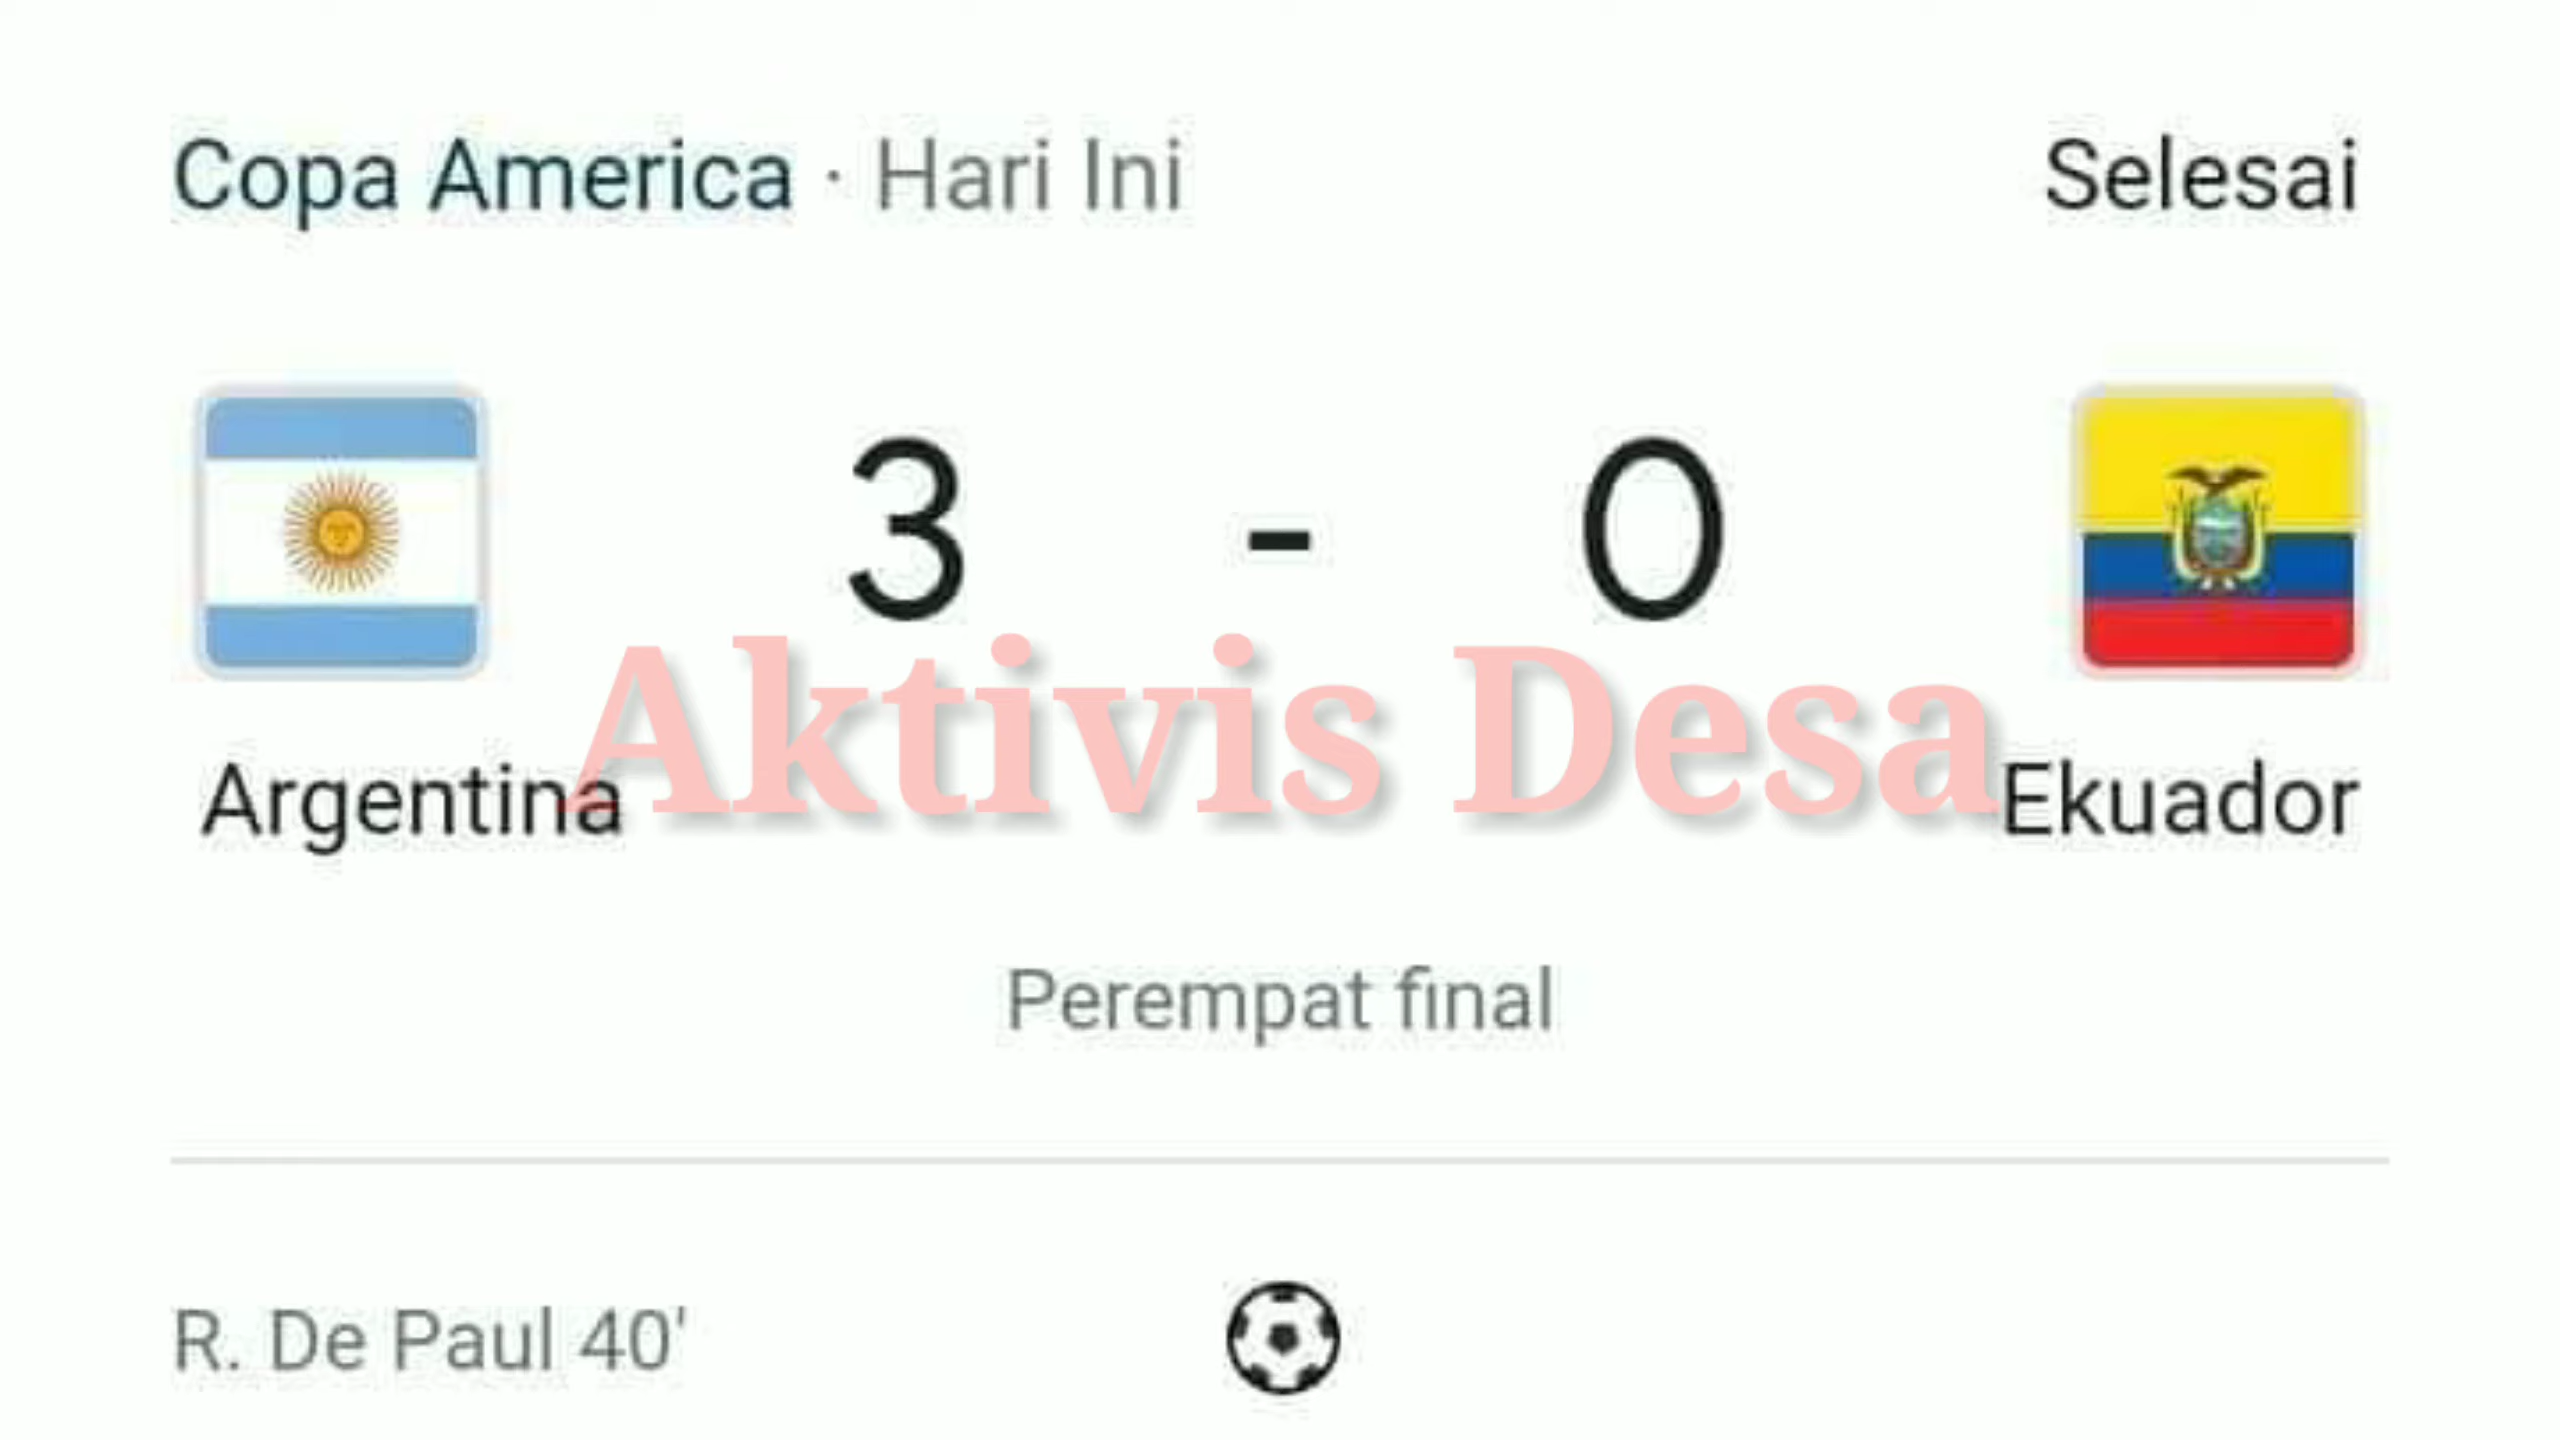 Copa America · Hari Ini
Selesai
3 - 0
Aktivis Desa
Argentina
Ekuador
Perempat final
R. De Paul 40'